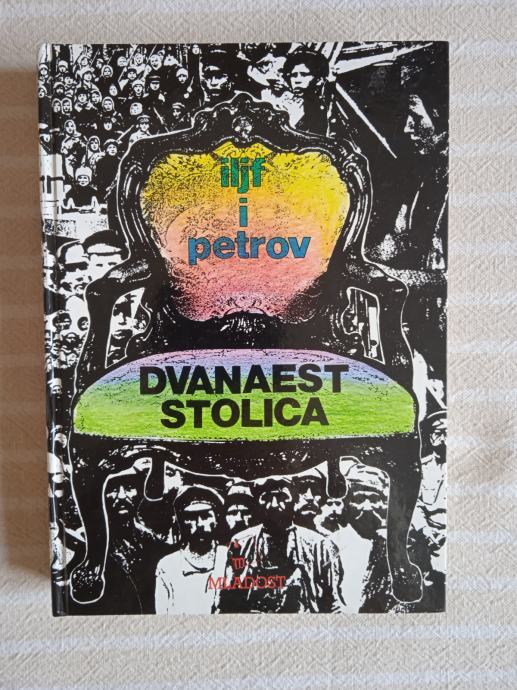 iljf
i
petrov
DVANAEST
STOLICA
m
MLADOST